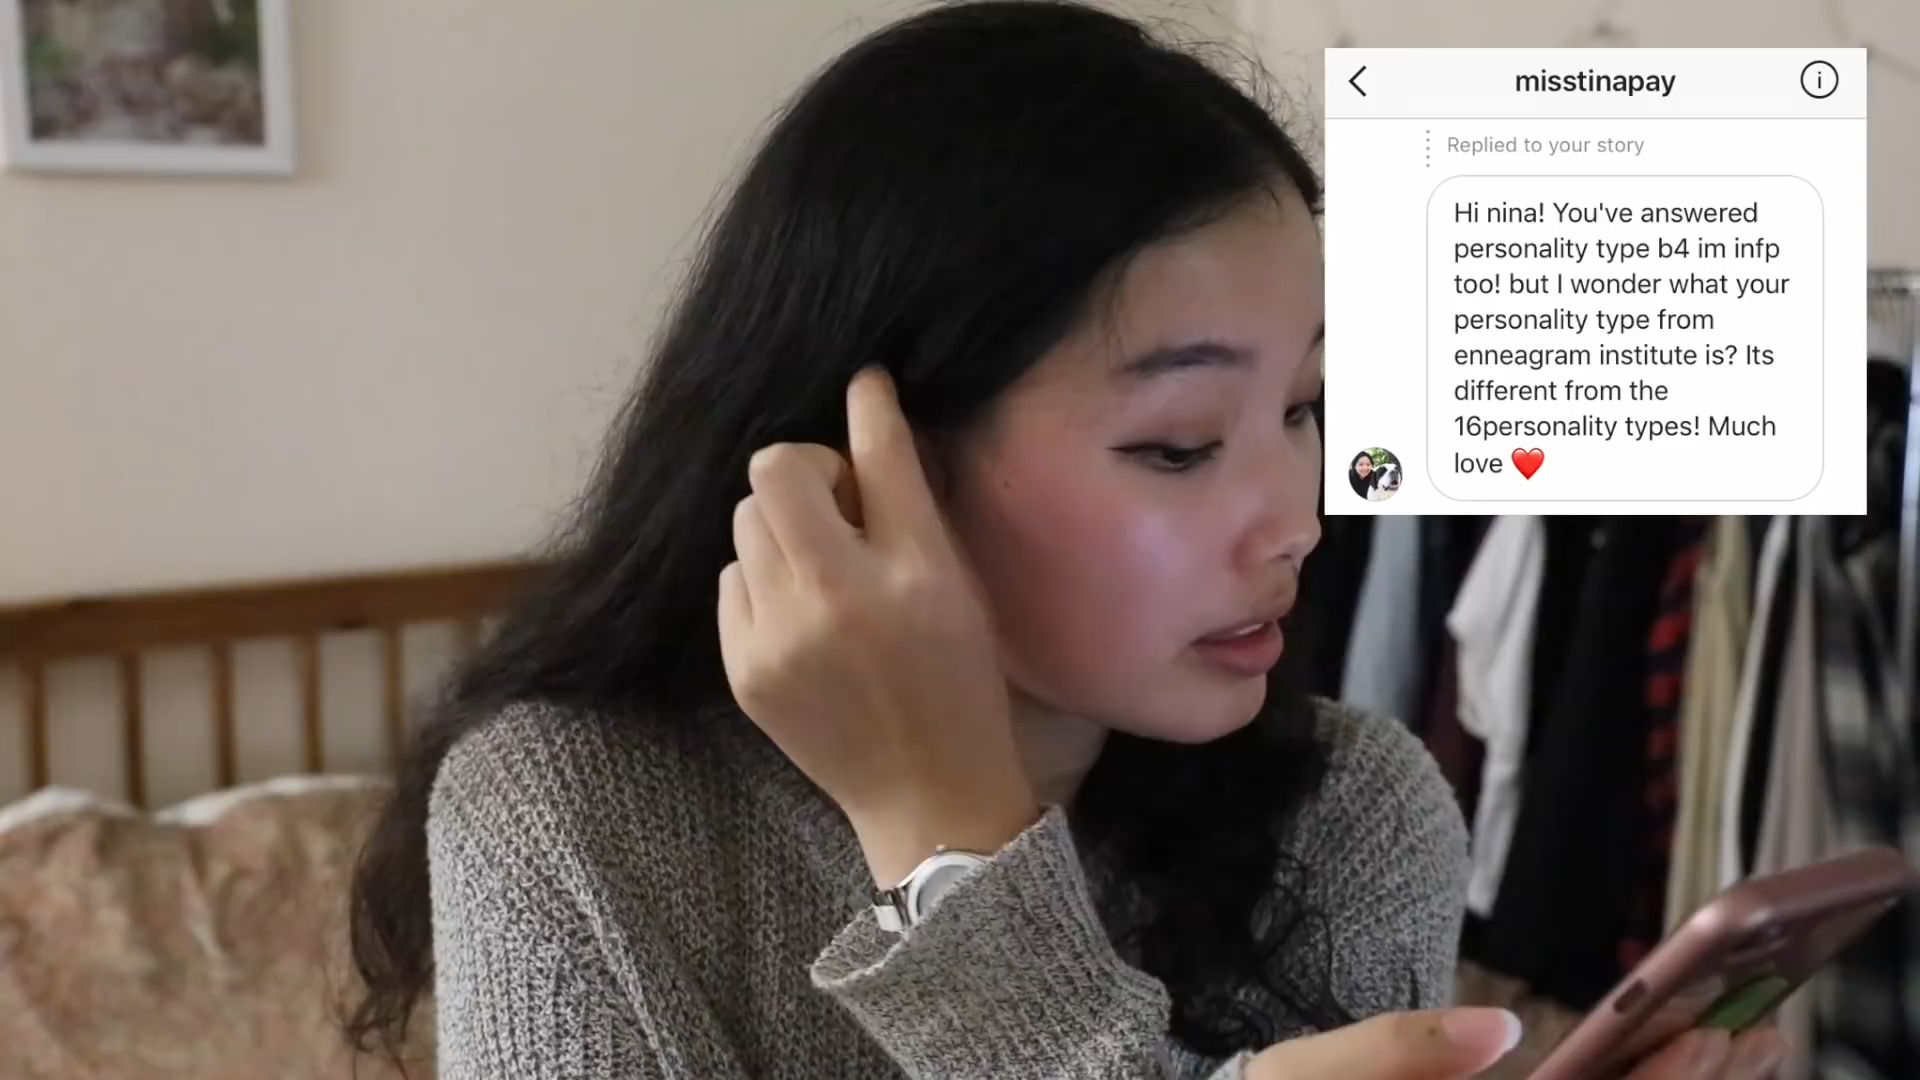 misstinapay
Replied to your story
Hi nina! You've answered
personality type b4 im infp
too! but I wonder what your
personality type from
enneagram institute is? Its
different from the
16personality types! Much
love ❤️